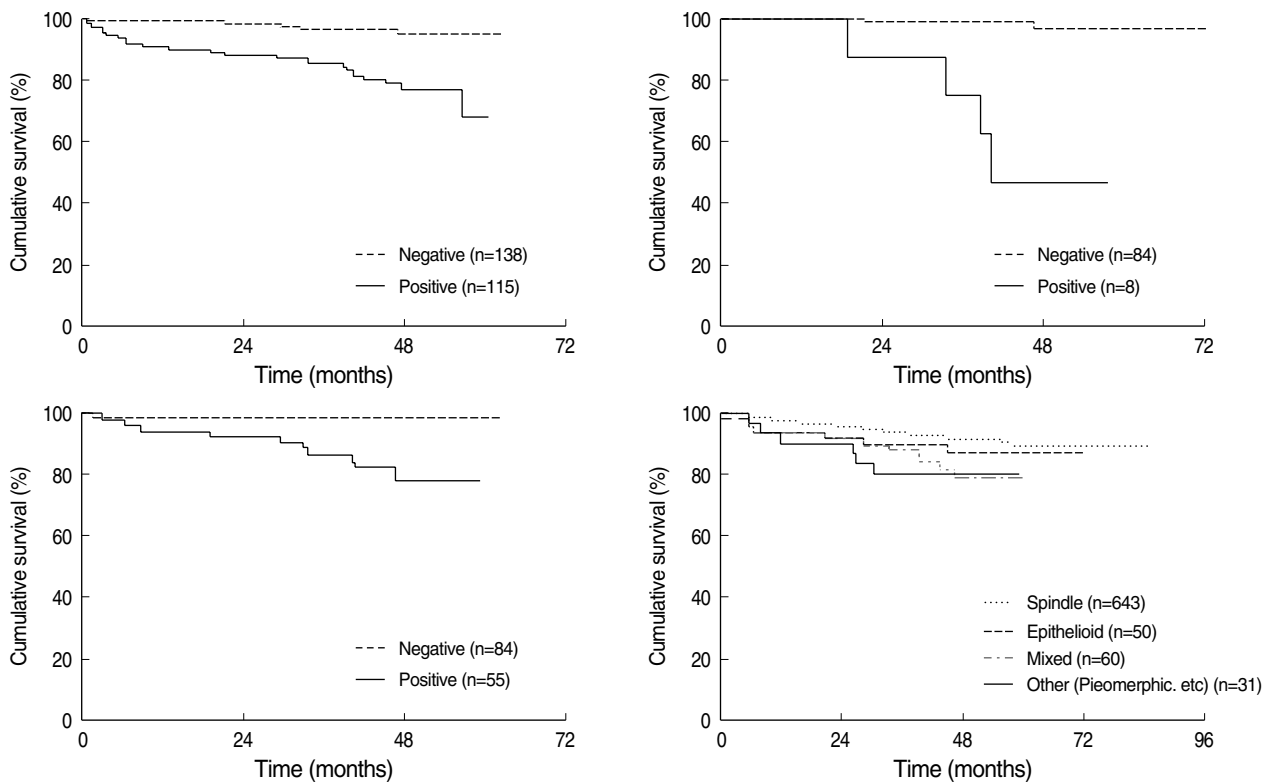 100
80
60
40
20
0
Cumulative survival (%)
Negative (n=138)
Positive (n=115)
0 24 48 72
Time (months)
100
80
60
40
20
0
Cumulative survival (%)
Negative (n=84)
Positive (n=8)
0 24 48 72
Time (months)
100
80
60
40
20
0
Cumulative survival (%)
Negative (n=84)
Positive (n=55)
0 24 48 72
Time (months)
100
80
60
40
20
0
Cumulative survival (%)
Spindle (n=643)
Epithelioid (n=50)
Mixed (n=60)
Other (Pieomerphic. etc) (n=31)
0 24 48 72 96
Time (months)